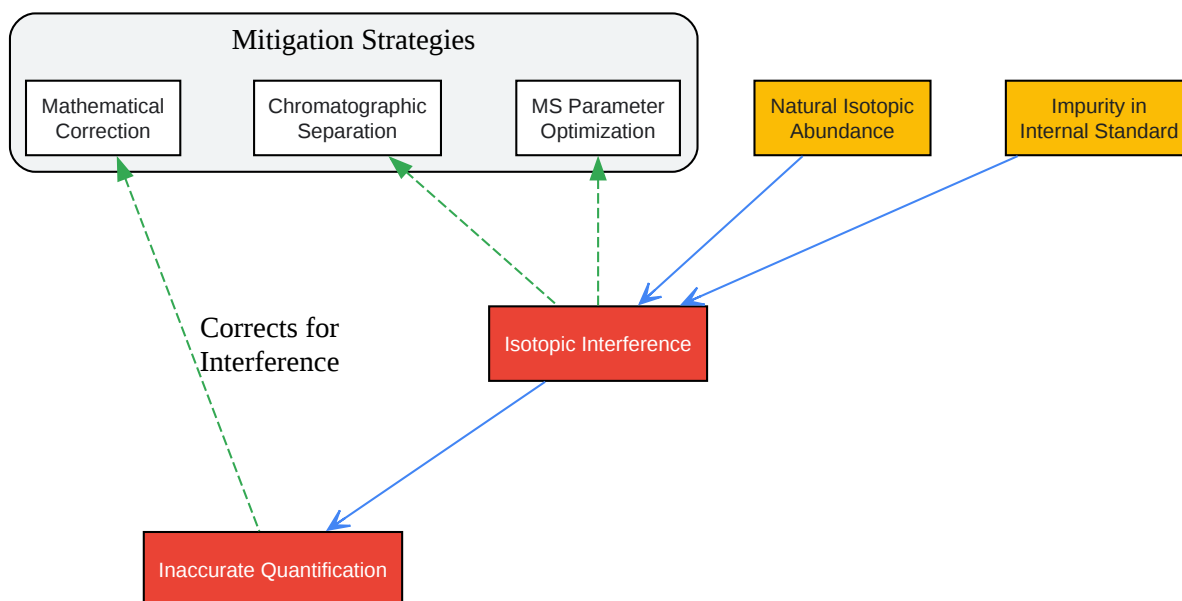 Mitigation Strategies
Mathematical
Correction
Chromatographic
Separation
MS Parameter
Optimization
Natural Isotopic
Abundance
Impurity in
Internal Standard
Corrects for
Interference
Isotopic Interference
Inaccurate Quantification